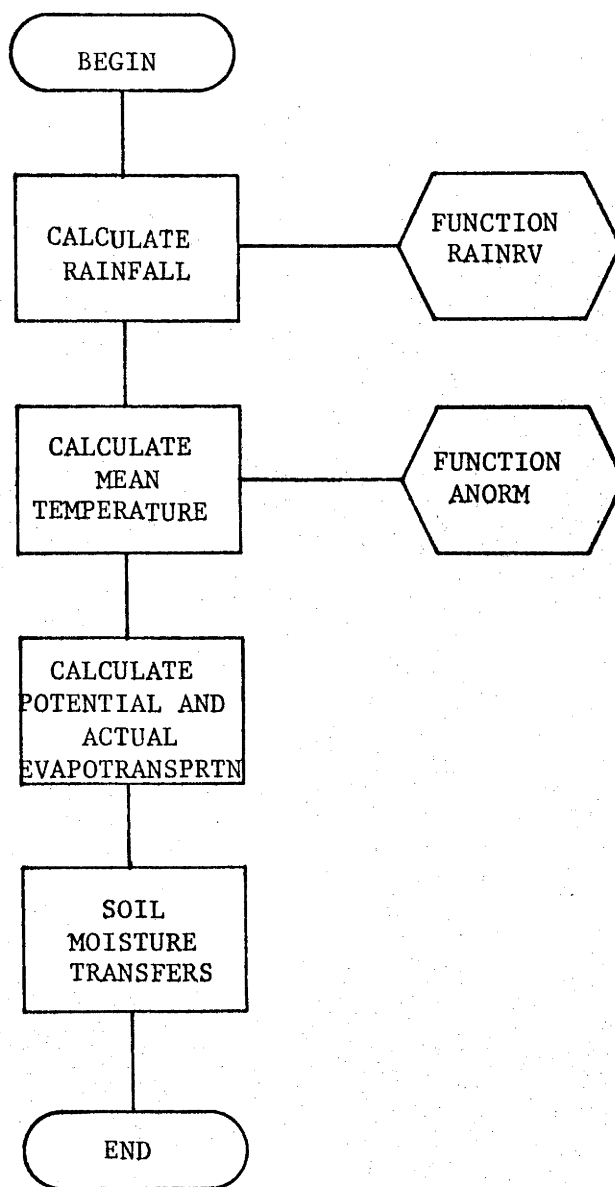 BEGIN
CALCULATE
RAINFALL
FUNCTION
RAINRV
CALCULATE
MEAN
TEMPERATURE
FUNCTION
ANORM
CALCULATE
POTENTIAL AND
ACTUAL
EVAPOTRANSPRTN
SOIL
MOISTURE
TRANSFERS
END